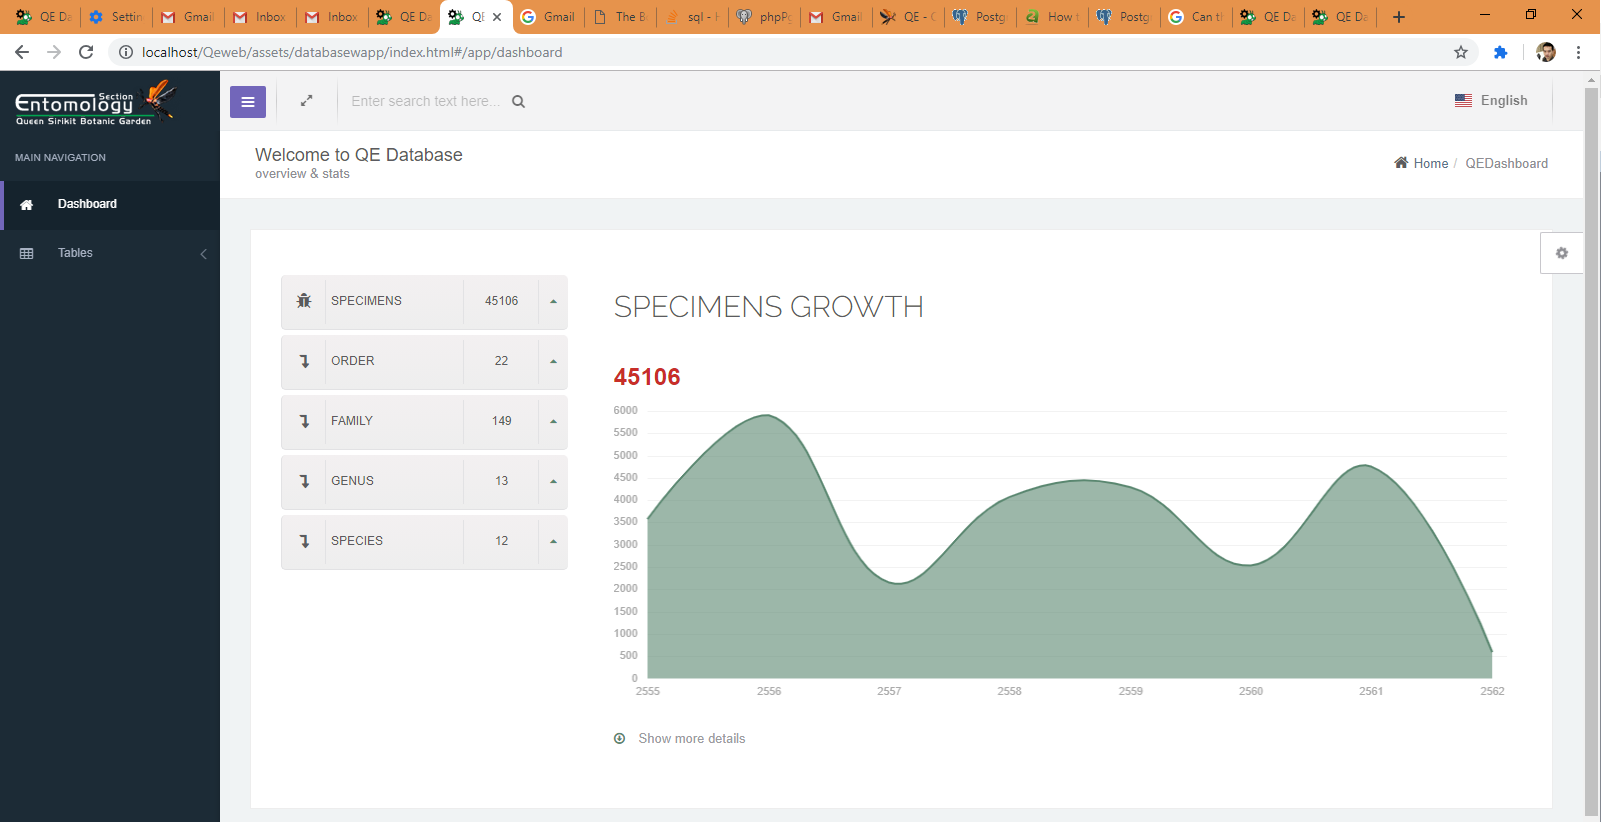 QE Da
Settin
Gmail
Inbox
Inbox
QE Da
QE
Gmail
The B
sql - H
phpPg
Gmail
QE - C
Postg
How t
Postg
Can th
QE Da
QE Da
localhost/Qeweb/assets/databasewapp/index.html#/app/dashboard
Section
Entomology
Queen Sirikit Botanic Garden
Enter search text here...
English
MAIN NAVIGATION
Dashboard
Tables
Welcome to QE Database
overview & stats
Home / QEDashboard
SPECIMENS 45106
ORDER 22
FAMILY 149
GENUS 13
SPECIES 12
SPECIMENS GROWTH
45106
6000
5500
5000
4500
4000
3500
3000
2500
2000
1500
1000
500
0
2555 2556 2557 2558 2559 2560 2561 2562
Show more details